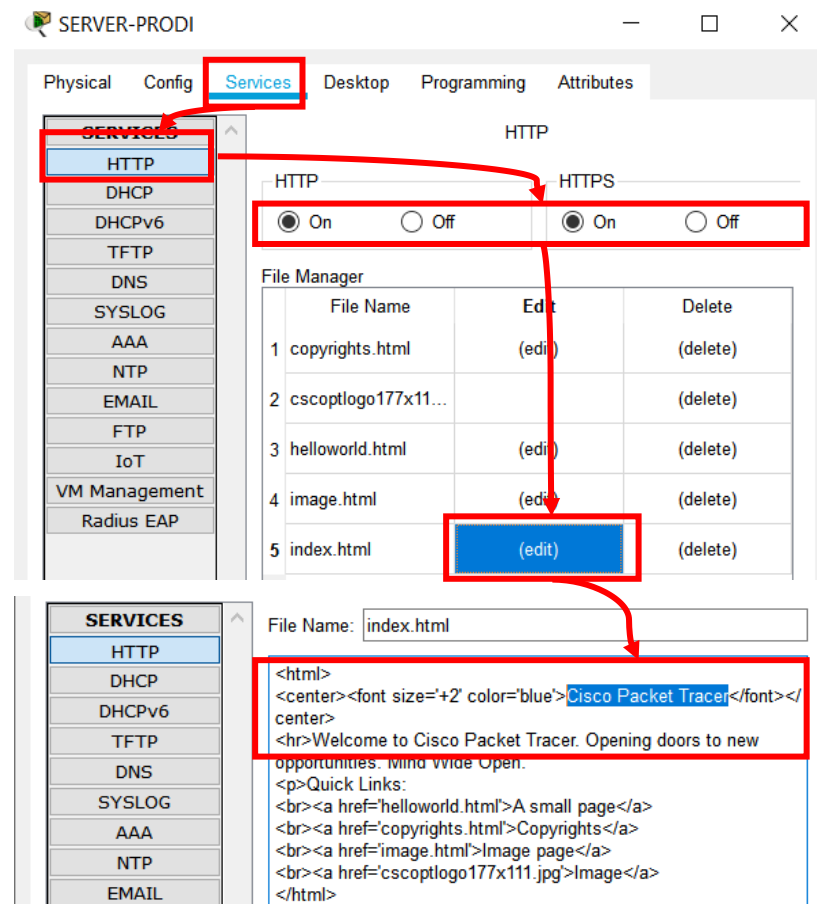 SERVER-PRODI
Physical Config Services Desktop Programming Attributes
SERVICES
HTTP
DHCP
DHCPv6
TFTP
DNS
SYSLOG
AAA
NTP
EMAIL
FTP
IoT
VM Management
Radius EAP
HTTP
HTTP HTTPS
On Off On Off
File Manager
File Name Edit Delete
1 copyrights.html (edit) (delete)
2 cscoptlogo177x11... (delete)
3 helloworld.html (edit) (delete)
4 image.html (edit) (delete)
5 index.html (edit) (delete)
SERVICES
HTTP
DHCP
DHCPv6
TFTP
DNS
SYSLOG
AAA
NTP
EMAIL
File Name: index.html
<html>
<center><font size='+2' color='blue'>Cisco Packet Tracer</font></
center>
<hr>Welcome to Cisco Packet Tracer. Opening doors to new
opportunities. Mind Wide Open.
<p>Quick Links:
<br><a href='helloworld.html'>A small page</a>
<br><a href='copyrights.html'>Copyrights</a>
<br><a href='image.html'>Image page</a>
<br><a href='cscoptlogo177x111.jpg'>Image</a>
</html>